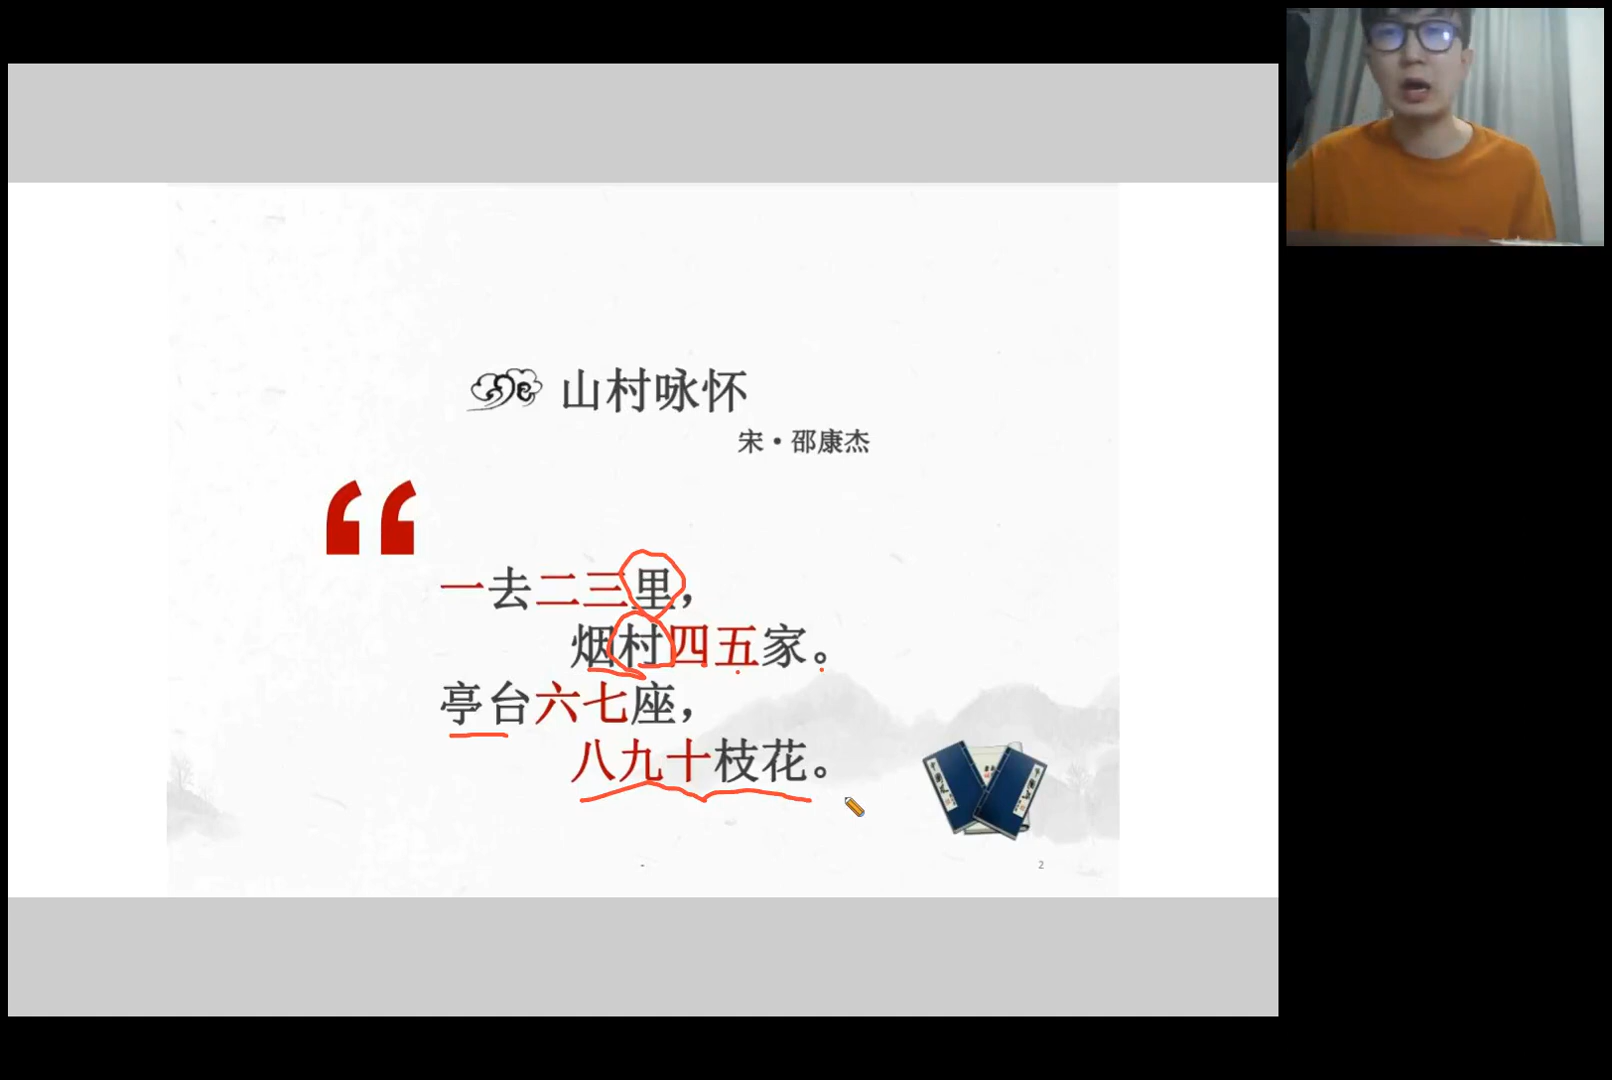 山村咏怀
宋·邵康杰
一去二三里，
烟村四五家。
亭台六七座，
八九十枝花。
2